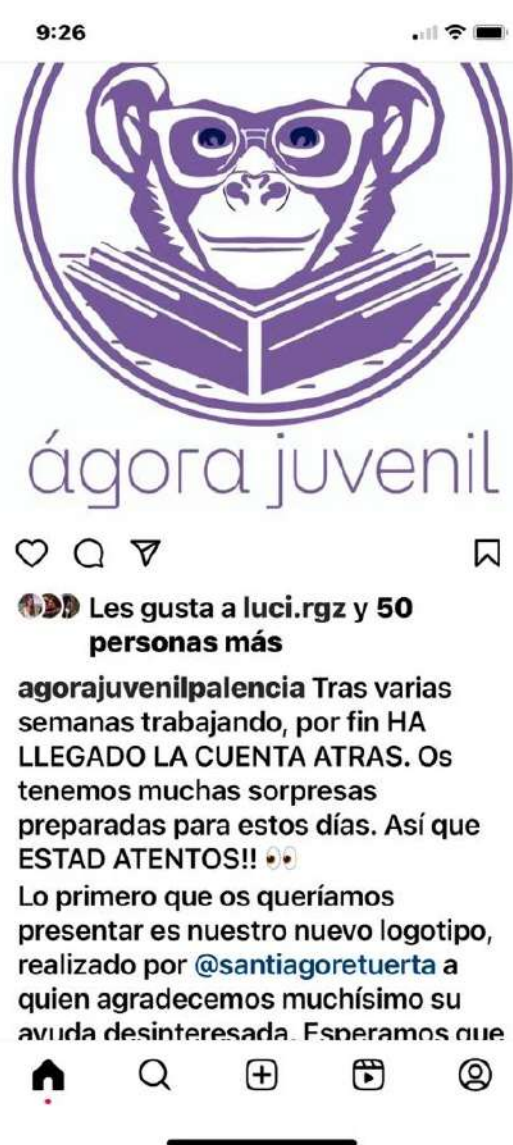 9:26
ágora juvenil
Les gusta a luci.rgz y 50
personas más
agorajuvenilpalencia Tras varias
semanas trabajando, por fin HA
LLEGADO LA CUENTA ATRAS. Os
tenemos muchas sorpresas
preparadas para estos días. Así que
ESTAD ATENTOS!! 👀
Lo primero que os queríamos
presentar es nuestro nuevo logotipo,
realizado por @santiagoretuerta a
quien agradecemos muchísimo su
ayuda desinteresada. Esperamos que